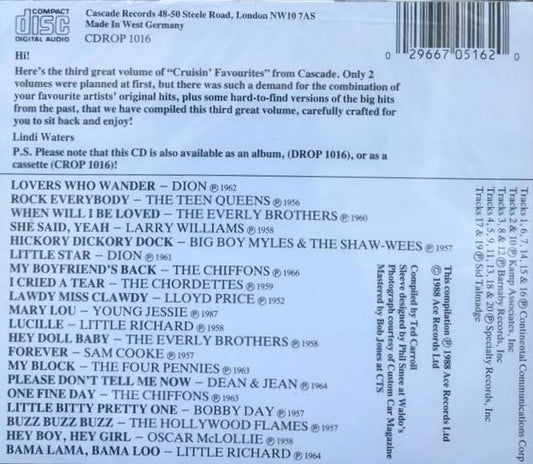 COMPACT
disc
DIGITAL AUDIO
Cascade Records 48-50 Steele Road, London NW10 7AS
Made In West Germany
CDROP 1016
0 29667 05162 0
Hi!
Here's the third great volume of "Cruisin' Favourites" from Cascade. Only 2
volumes were planned at first, but there was such a demand for the combination of
your favourite artists' original hits, plus some hard-to-find versions of the big hits
from the past, that we have compiled this third great volume, carefully crafted for
you to sit back and enjoy!
Lindi Waters
P.S. Please note that this CD is also available as an album, (DROP 1016), or as a
cassette (CROP 1016)!
LOVERS WHO WANDER – DION ℗ 1962
ROCK EVERYBODY – THE TEEN QUEENS ℗ 1956
WHEN WILL I BE LOVED – THE EVERLY BROTHERS ℗ 1960
SHE SAID, YEAH – LARRY WILLIAMS ℗ 1958
HICKORY DICKORY DOCK – BIG BOY MYLES & THE SHAW-WEES ℗ 1957
LITTLE STAR – DION ℗ 1961
MY BOYFRIEND'S BACK – THE CHIFFONS ℗ 1966
I CRIED A TEAR – THE CHORDETTES ℗ 1959
LAWDY MISS CLAWDY – LLOYD PRICE ℗ 1952
MARY LOU – YOUNG JESSIE ℗ 1987
LUCILLE – LITTLE RICHARD ℗ 1958
HEY DOLL BABY – THE EVERLY BROTHERS ℗ 1958
FOREVER – SAM COOKE ℗ 1957
MY BLOCK – THE FOUR PENNIES ℗ 1963
PLEASE DON'T TELL ME NOW – DEAN & JEAN ℗ 1964
ONE FINE DAY – THE CHIFFONS ℗ 1963
LITTLE BITTY PRETTY ONE – BOBBY DAY ℗ 1957
BUZZ BUZZ BUZZ – THE HOLLYWOOD FLAMES ℗ 1957
HEY BOY, HEY GIRL – OSCAR McLOLLIE ℗ 1958
BAMA LAMA, BAMA LOO – LITTLE RICHARD ℗ 1964
Tracks 1, 6, 7, 14, 15 & 16 ℗ Continental Communications Corp
Tracks 2 & 10 ℗ Kamp Associates, Inc
Tracks 3, 8 & 12 ℗ Barnaby Records, Inc
Tracks 4, 5, 9, 11, 13, 18 & 20 ℗ Specialty Records, Inc
Tracks 17 & 19 ℗ Sid Talmadge
This compilation ℗ 1988 Ace Records Ltd
© 1988 Ace Records Ltd
Compiled by Ted Carroll
Sleeve designed by Phil Smee at Waldo's
Photograph courtesy of Custom Car Magazine
Mastered by Bob Jones at CTS